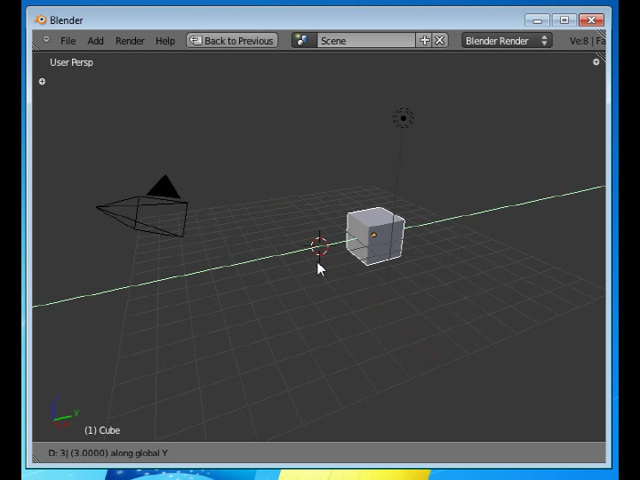 Blender
File Add Render Help Back to Previous Scene Blender Render Ve:8 | Fa
User Persp
y
(1) Cube
D: 3| (3.0000) along global Y